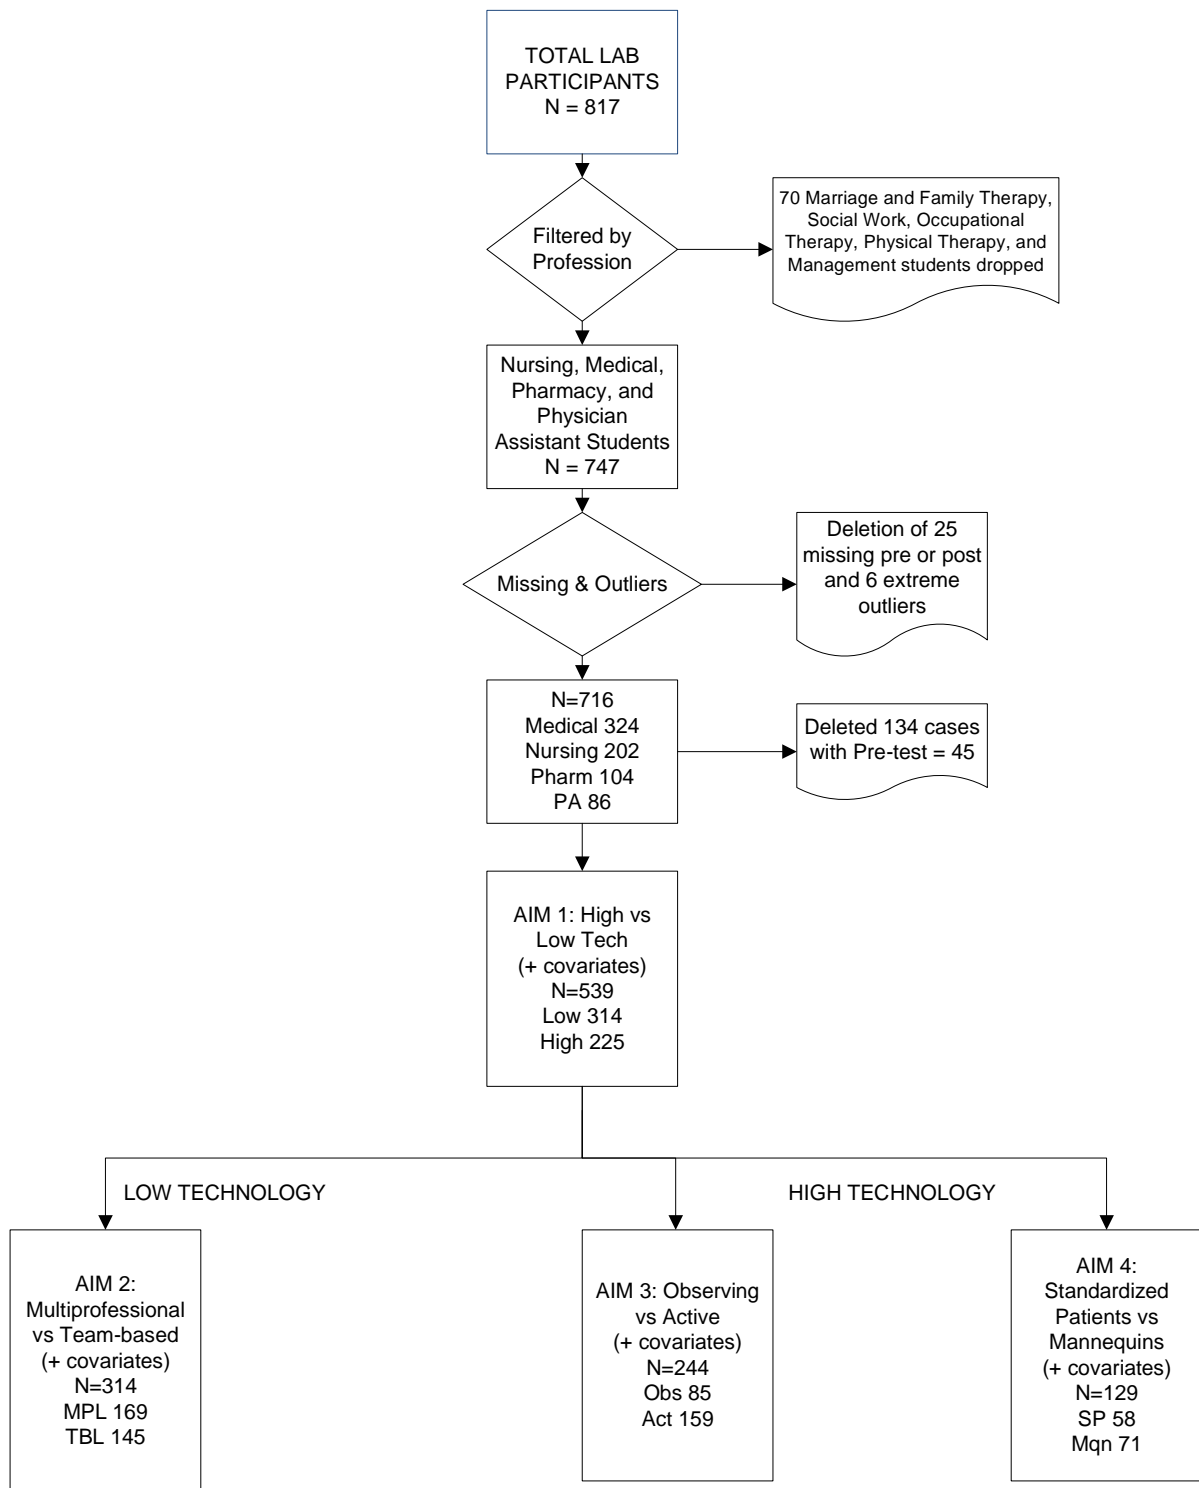 TOTAL LAB
PARTICIPANTS
N = 817
Filtered by
Profession
70 Marriage and Family Therapy,
Social Work, Occupational
Therapy, Physical Therapy, and
Management students dropped
Nursing, Medical,
Pharmacy, and
Physician
Assistant Students
N = 747
Missing & Outliers
Deletion of 25
missing pre or post
and 6 extreme
outliers
N=716
Medical 324
Nursing 202
Pharm 104
PA 86
Deleted 134 cases
with Pre-test = 45
AIM 1: High vs
Low Tech
(+ covariates)
N=539
Low 314
High 225
LOW TECHNOLOGY
HIGH TECHNOLOGY
AIM 2:
Multiprofessional
vs Team-based
(+ covariates)
N=314
MPL 169
TBL 145
AIM 3: Observing
vs Active
(+ covariates)
N=244
Obs 85
Act 159
AIM 4:
Standardized
Patients vs
Mannequins
(+ covariates)
N=129
SP 58
Mqn 71